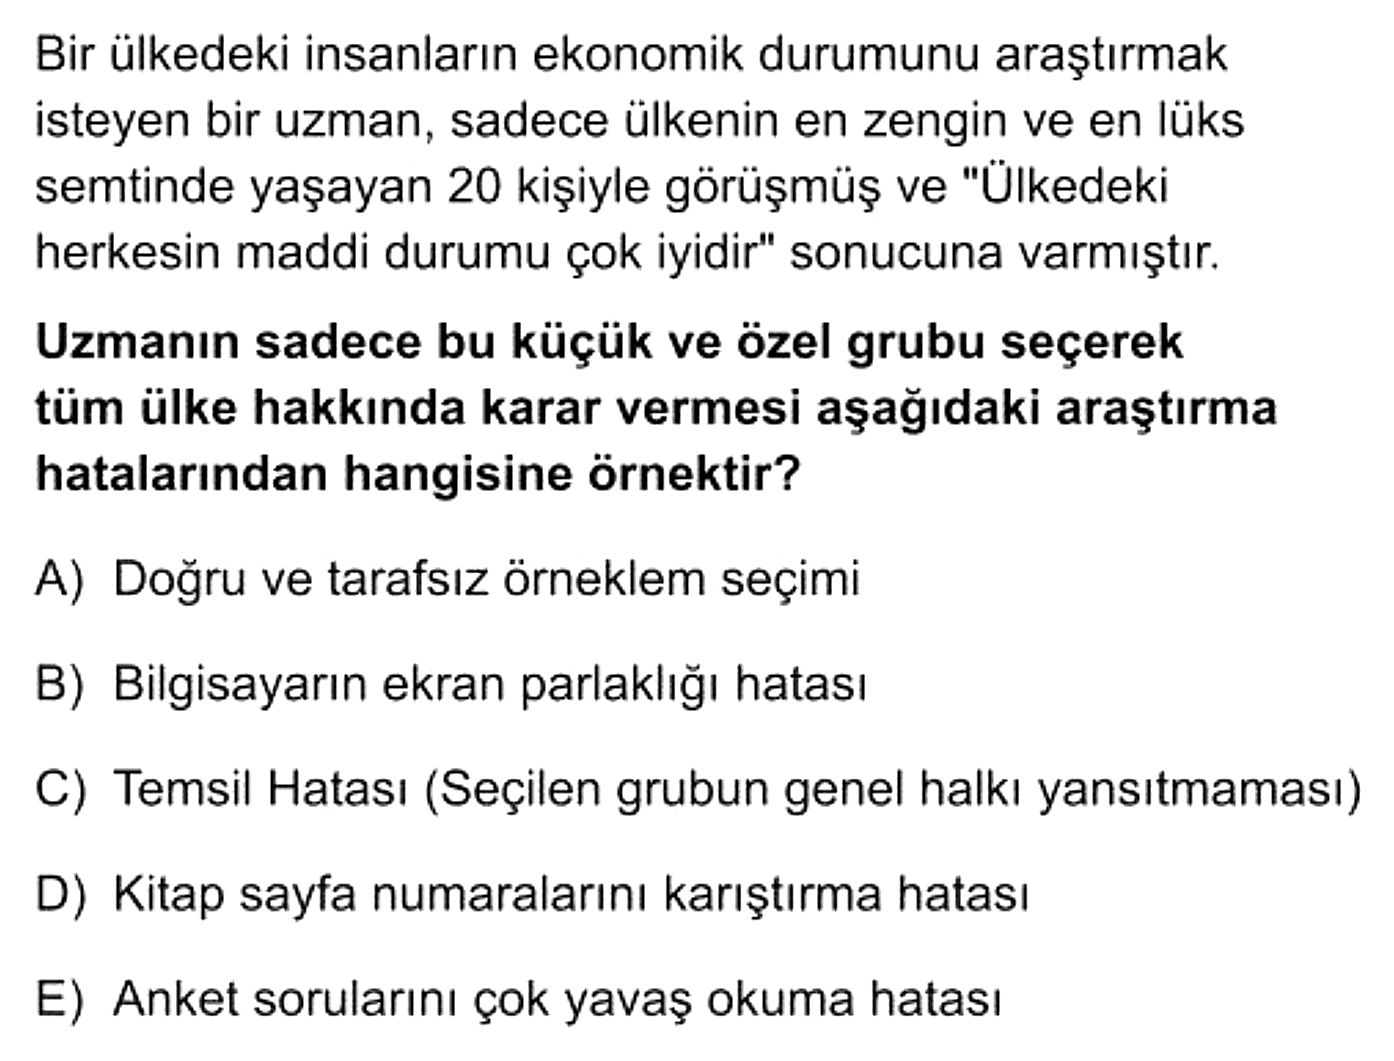 Bir ülkedeki insanların ekonomik durumunu araştırmak
isteyen bir uzman, sadece ülkenin en zengin ve en lüks
semtinde yaşayan 20 kişiyle görüşmüş ve "Ülkedeki
herkesin maddi durumu çok iyidir" sonucuna varmıştır.
Uzmanın sadece bu küçük ve özel grubu seçerek
tüm ülke hakkında karar vermesi aşağıdaki araştırma
hatalarından hangisine örnektir?
A) Doğru ve tarafsız örneklem seçimi
B) Bilgisayarın ekran parlaklığı hatası
C) Temsil Hatası (Seçilen grubun genel halkı yansıtmaması)
D) Kitap sayfa numaralarını karıştırma hatası
E) Anket sorularını çok yavaş okuma hatası